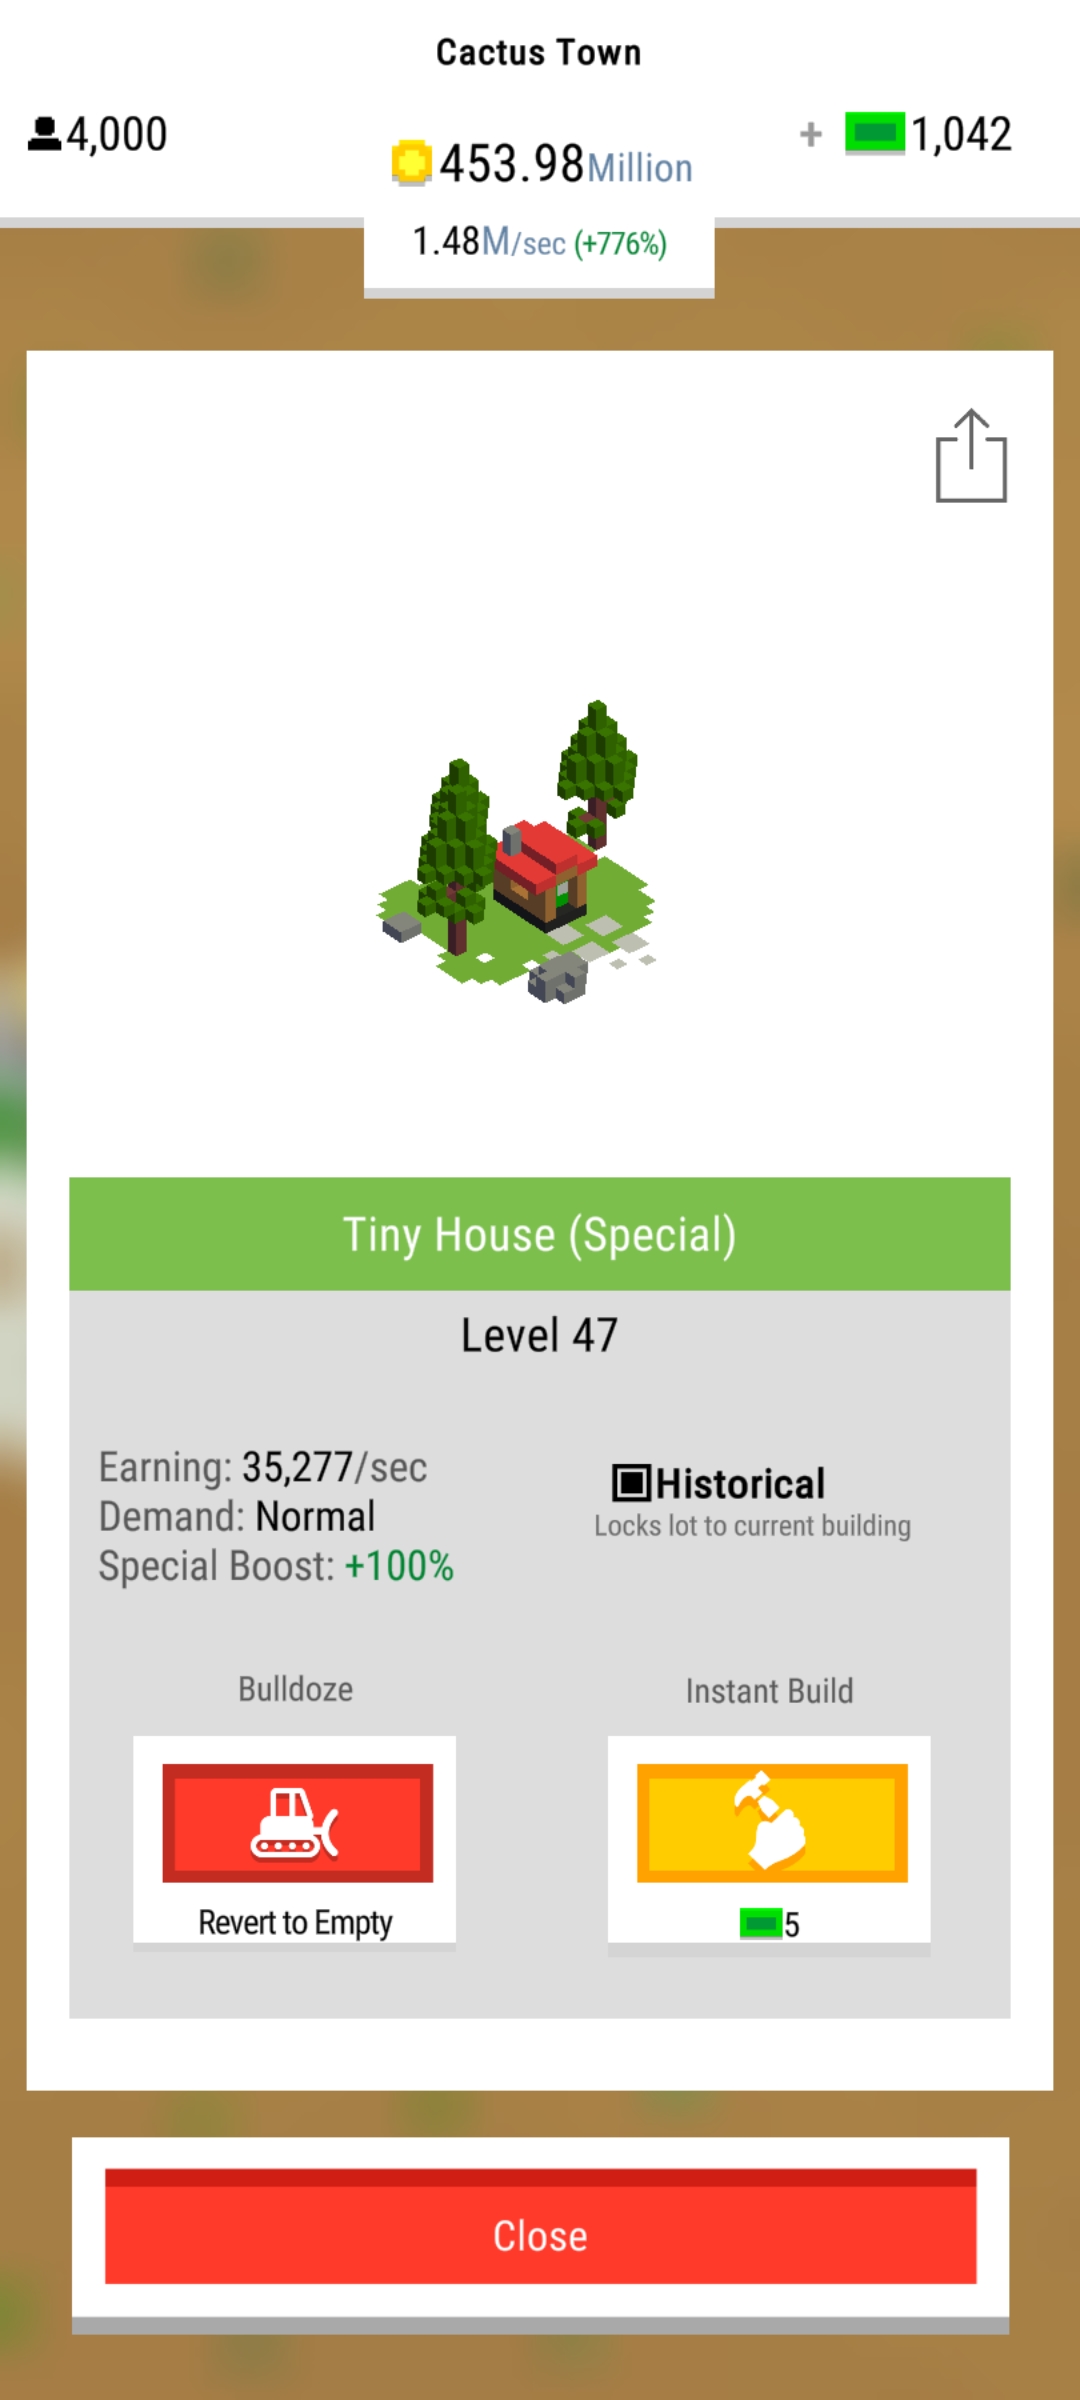 Cactus Town
4,000
453.98Million
+ 1,042
1.48M/sec (+776%)
Tiny House (Special)
Level 47
Earning: 35,277/sec
Demand: Normal
Special Boost: +100%
Historical
Locks lot to current building
Bulldoze
Instant Build
Revert to Empty
5
Close